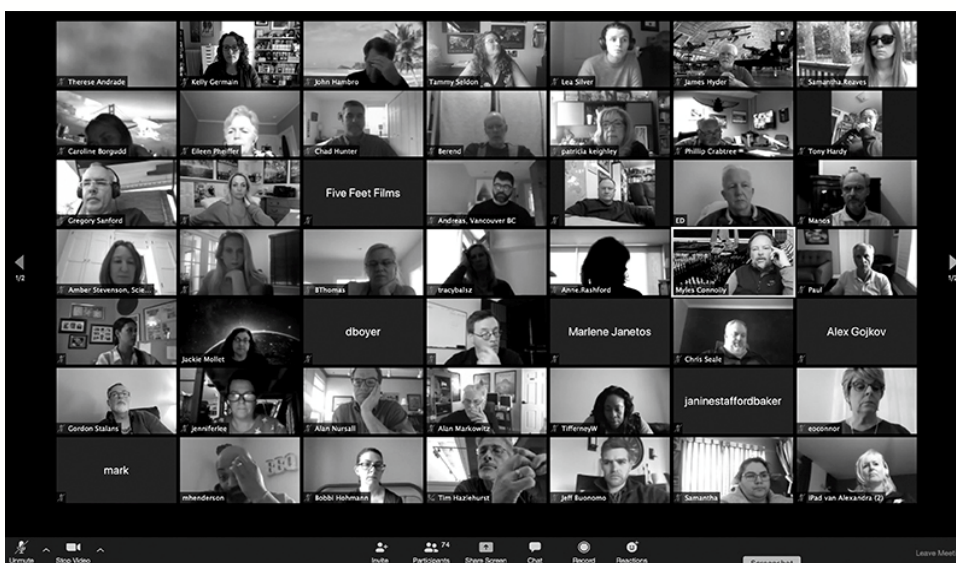 Therese Andrade
Kelly Germain
John Hambro
Tammy Seldon
Lea Silver
James Hyder
Samantha.Reaves
Caroline Borgudd
Eileen Pheiffer
Chad Hunter
Berend
patricia keighley
Phillip Crabtree
Tony Hardy
Gregory Sanford
Five Feet Films
Andreas, Vancouver BC
ED
Manos
1/2
Amber Stevenson, Scie...
BThomas
tracybalsz
Anne.Rashford
Myles Connolly
Paul
1/2
Jackie Mollet
dboyer
Marlene Janetos
Chris Seale
Alex Gojkov
Gordon Stalans
jenniferlee
Alan Nursall
Alan Markowitz
TifferneyW
janinestaffordbaker
eoconnor
mark
mhenderson
Bobbi Hohmann
Tim Hazlehurst
Jeff Buonomo
Samantha
iPad van Alexandra (2)
Unmute
Stop Video
Invite
Participants
74
Share Screen
Chat
Record
Reactions
Leave Meet